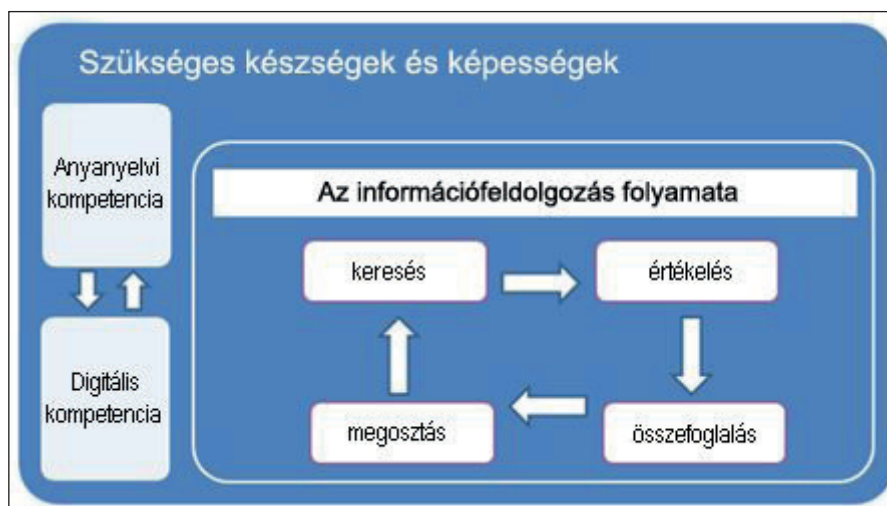 Szükséges készségek és képességek
Anyanyelvi
kompetencia
Digitális
kompetencia
Az információfeldolgozás folyamata
keresés
értékelés
megosztás
összefoglalás